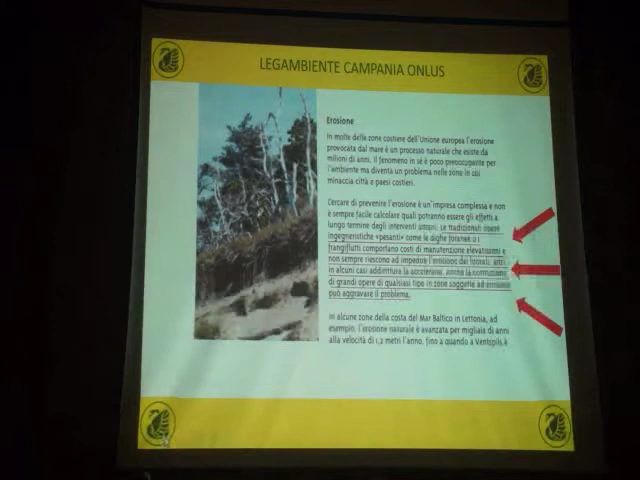 LEGAMBIENTE CAMPANIA ONLUS
Erosione
In molte delle zone costiere dell'Unione europea l'erosione
provocata dal mare è un processo naturale che esiste da
milioni di anni. Il fenomeno in sé è poco preoccupante per
l'ambiente ma diventa un problema nelle zone in cui
minaccia città e paesi costieri.
Cercare di prevenire l'erosione è un'impresa complessa e non
è sempre facile calcolare quali potranno essere gli effetti a
lungo termine degli interventi umani. Le tradizionali opere
ingegneristiche «pesanti» come le dighe foranee o i
frangiflutti comportano costi di manutenzione elevatissimi e
non sempre riescono ad impedire l'erosione dei litorali, anzi,
in alcuni casi addirittura la accelerano. Anche la costruzione
di grandi opere di qualsiasi tipo in zone soggette ad erosione
può aggravare il problema.
In alcune zone della costa del Mar Baltico in Lettonia, ad
esempio, l'erosione naturale è avanzata per migliaia di anni
alla velocità di 1,2 metri l'anno, fino a quando a Ventspils è